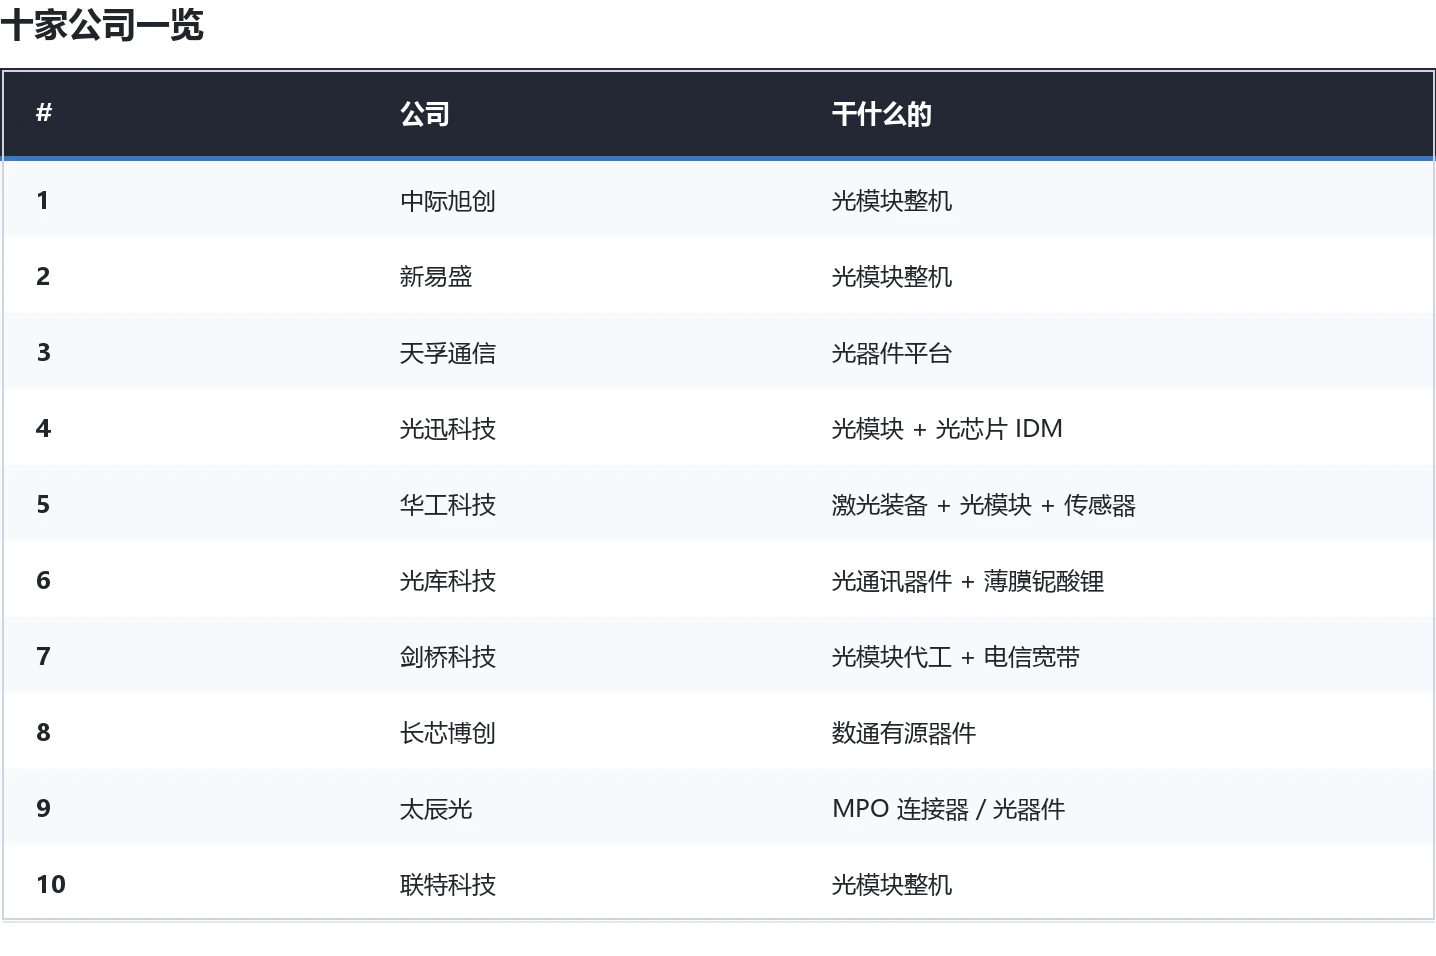 十家公司一览
# 公司 干什么的
1 中际旭创 光模块整机
2 新易盛 光模块整机
3 天孚通信 光器件平台
4 光迅科技 光模块 + 光芯片 IDM
5 华工科技 激光装备 + 光模块 + 传感器
6 光库科技 光通讯器件 + 薄膜铌酸锂
7 剑桥科技 光模块代工 + 电信宽带
8 长芯博创 数通有源器件
9 太辰光 MPO 连接器 / 光器件
10 联特科技 光模块整机